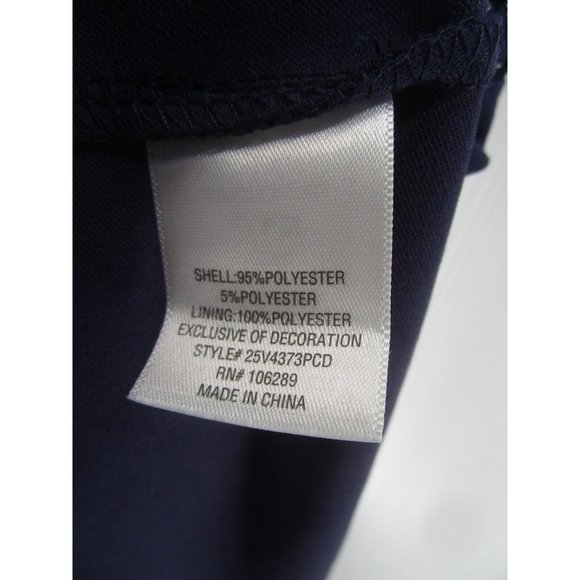 SHELL:95%POLYESTER
5%POLYESTER
LINING:100%POLYESTER
EXCLUSIVE OF DECORATION
STYLE# 25V4373PCD
RN# 106289
MADE IN CHINA